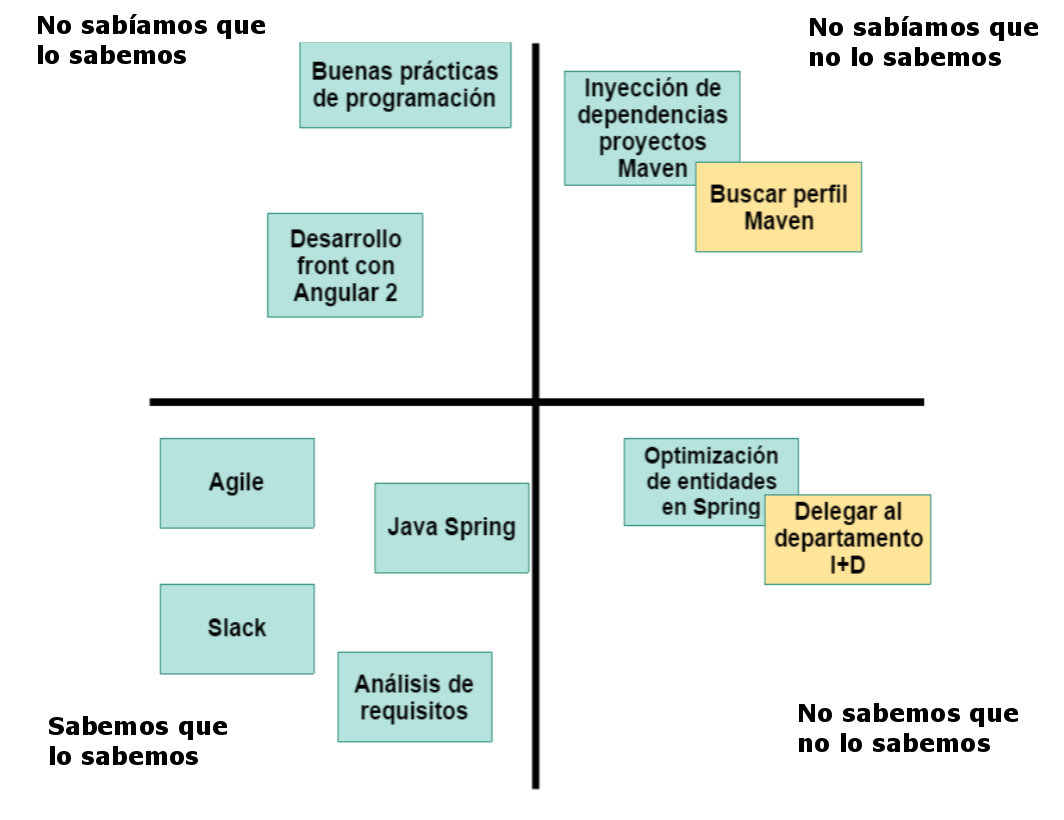 No sabíamos que
lo sabemos
No sabíamos que
no lo sabemos
Buenas prácticas
de programación
Inyección de
dependencias
proyectos
Maven
Buscar perfil
Maven
Desarrollo
front con
Angular 2
Agile
Java Spring
Slack
Análisis de
requisitos
Optimización
de entidades
en Spring
Delegar al
departamento
I+D
Sabemos que
lo sabemos
No sabemos que
no lo sabemos